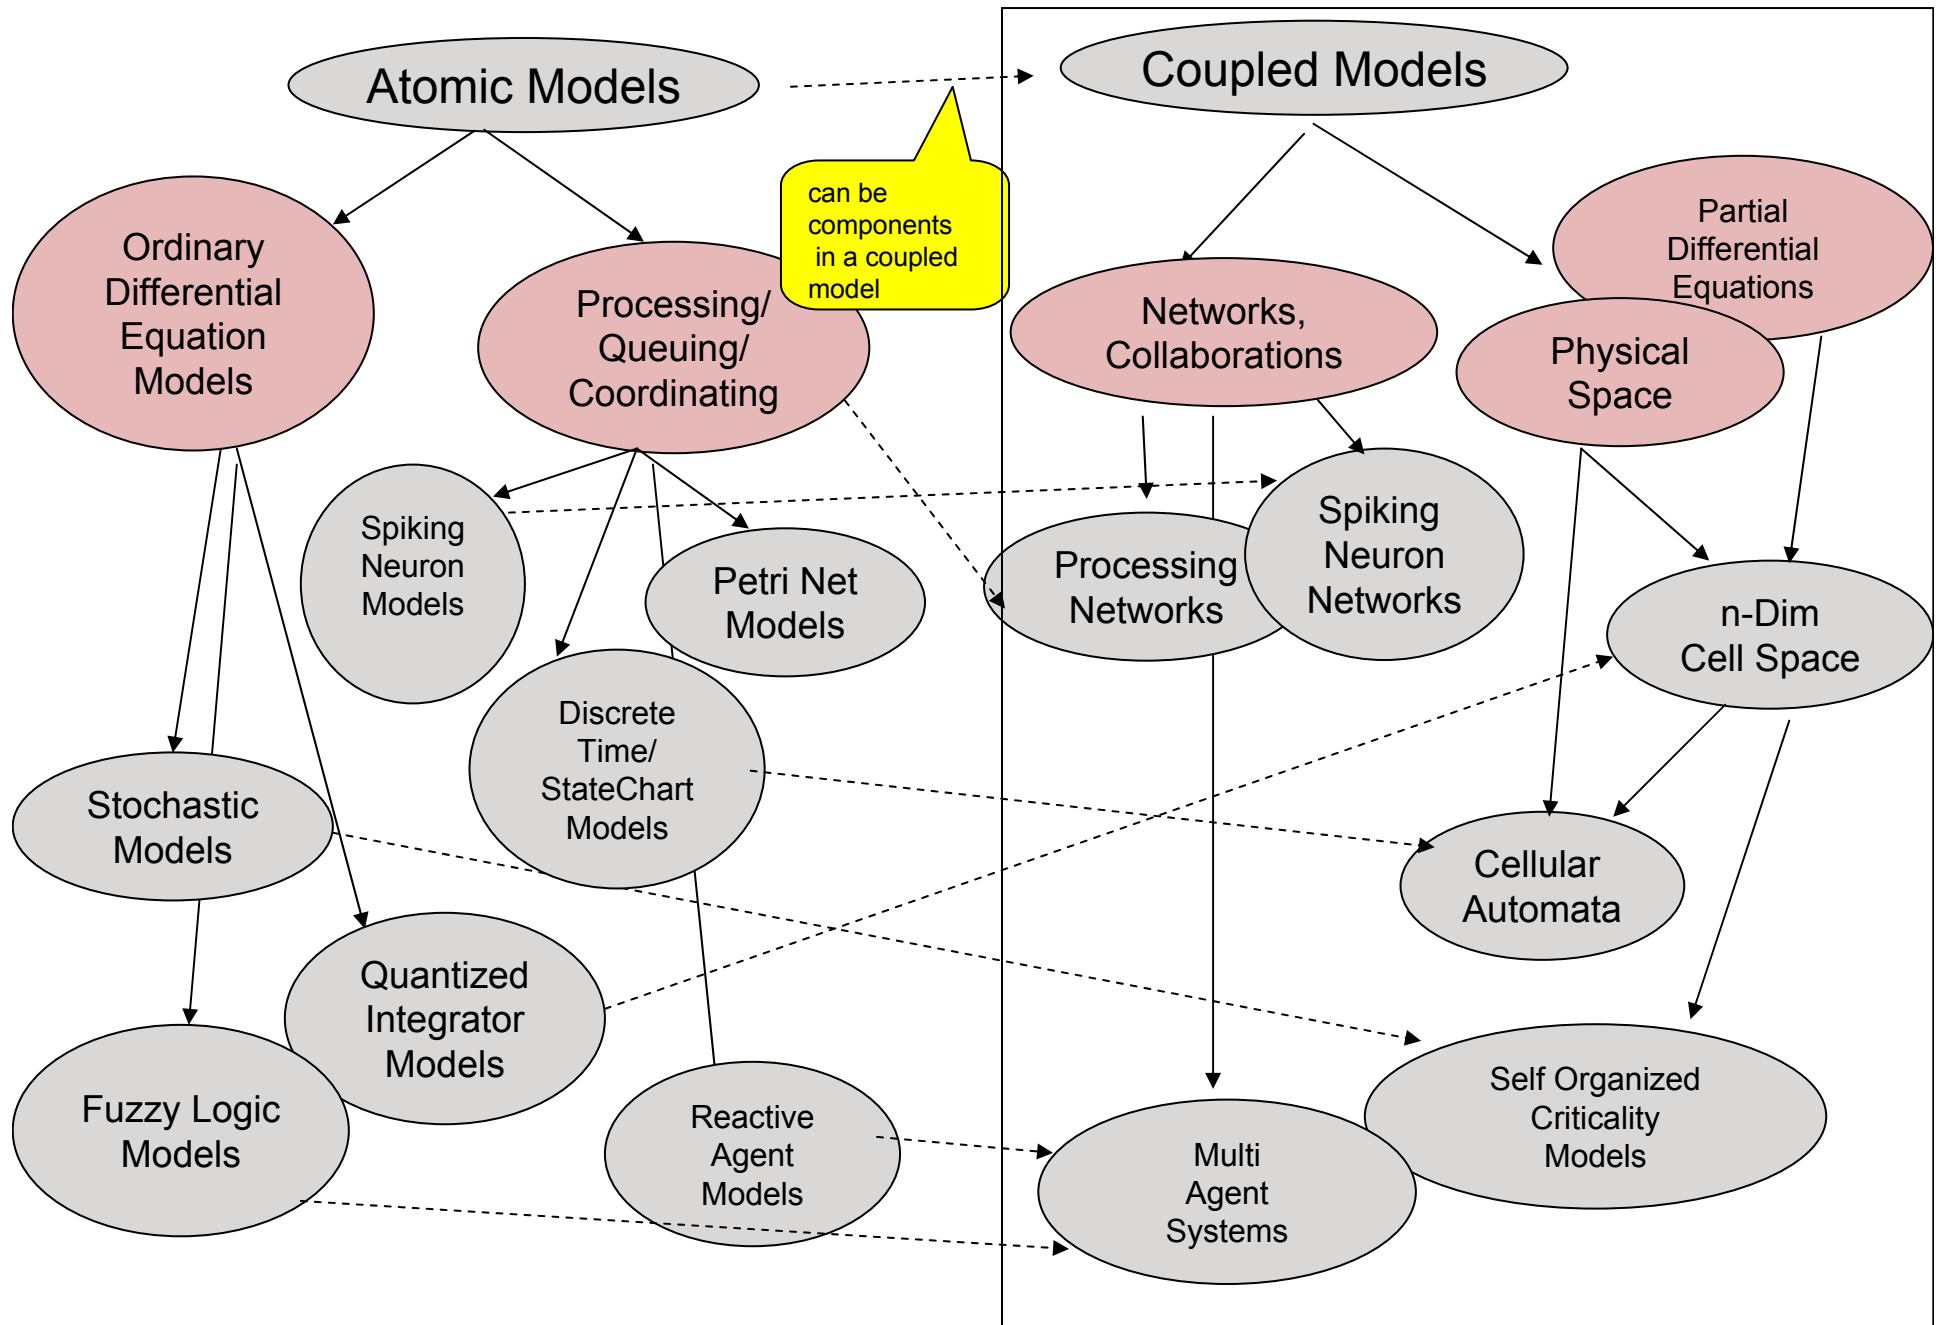 Atomic Models
Coupled Models
can be
components
in a coupled
model
Ordinary
Differential
Equation
Models
Processing/
Queuing/
Coordinating
Networks,
Collaborations
Partial
Differential
Equations
Physical
Space
Spiking
Neuron
Models
Petri Net
Models
Processing
Networks
Spiking
Neuron
Networks
n-Dim
Cell Space
Discrete
Time/
StateChart
Models
Stochastic
Models
Cellular
Automata
Quantized
Integrator
Models
Fuzzy Logic
Models
Reactive
Agent
Models
Multi
Agent
Systems
Self Organized
Criticality
Models